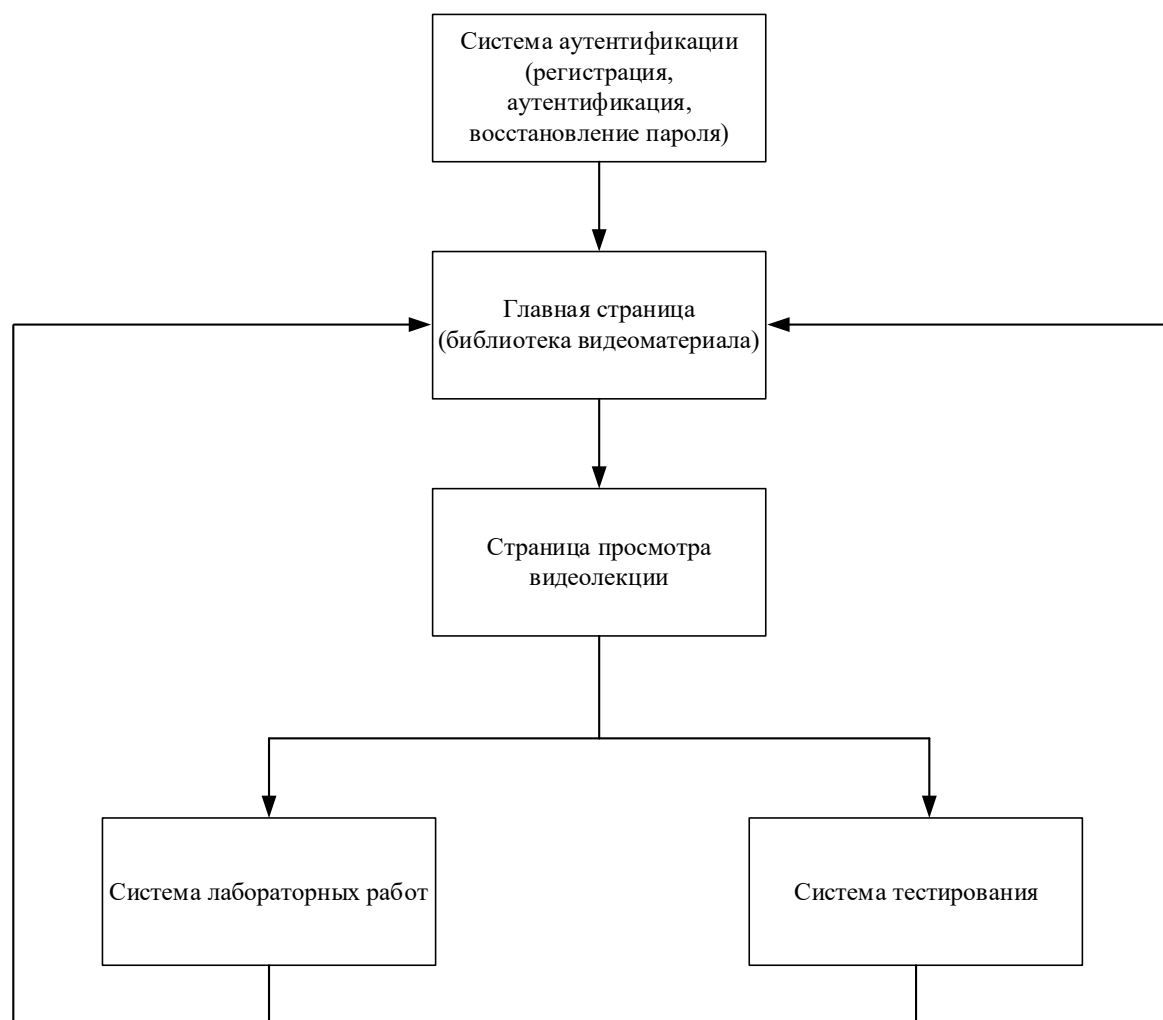 Система аутентификации
(регистрация,
аутентификация,
восстановление пароля)
Главная страница
(библиотека видеоматериала)
Страница просмотра
видеолекции
Система лабораторных работ
Система тестирования